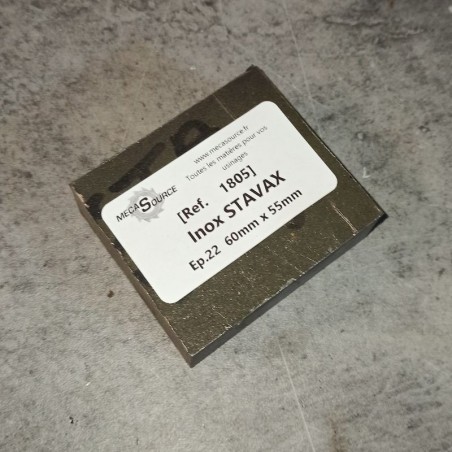 MECASOURCE
www.mecasource.fr
Toutes les matières pour vos
usinages
[Ref. 1805]
Inox STAVAX
Ep.22 60mm x 55mm